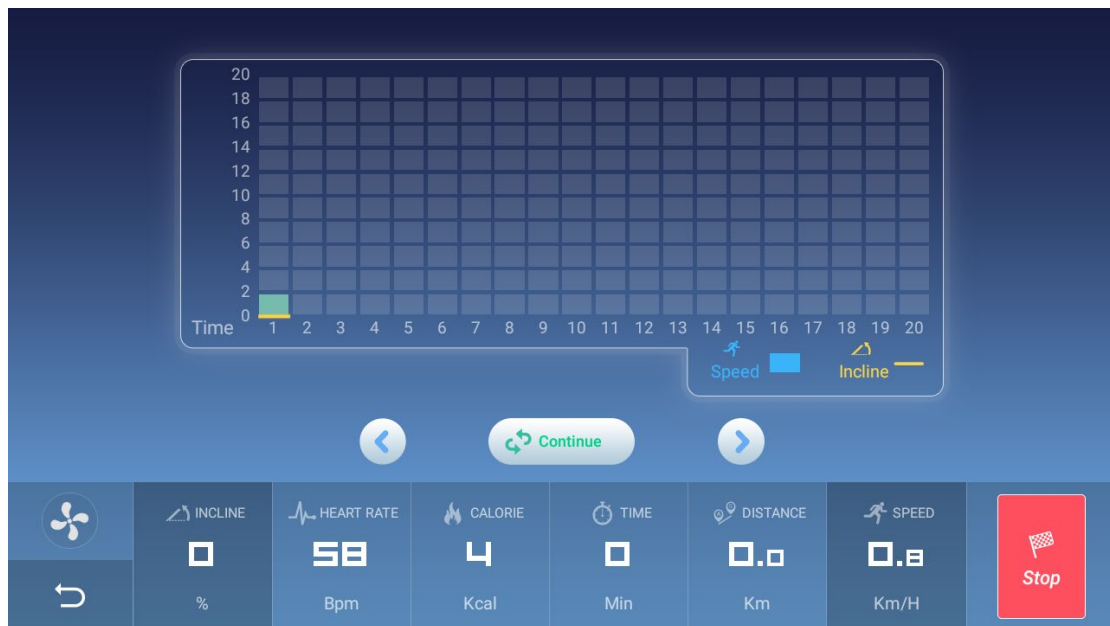 20
18
16
14
12
10
8
6
4
2
0
Time 1 2 3 4 5 6 7 8 9 10 11 12 13 14 15 16 17 18 19 20
Speed Incline
Continue
INCLINE HEART RATE CALORIE TIME DISTANCE SPEED
0 58 4 0 0.0 0.8
% Bpm Kcal Min Km Km/H
Stop